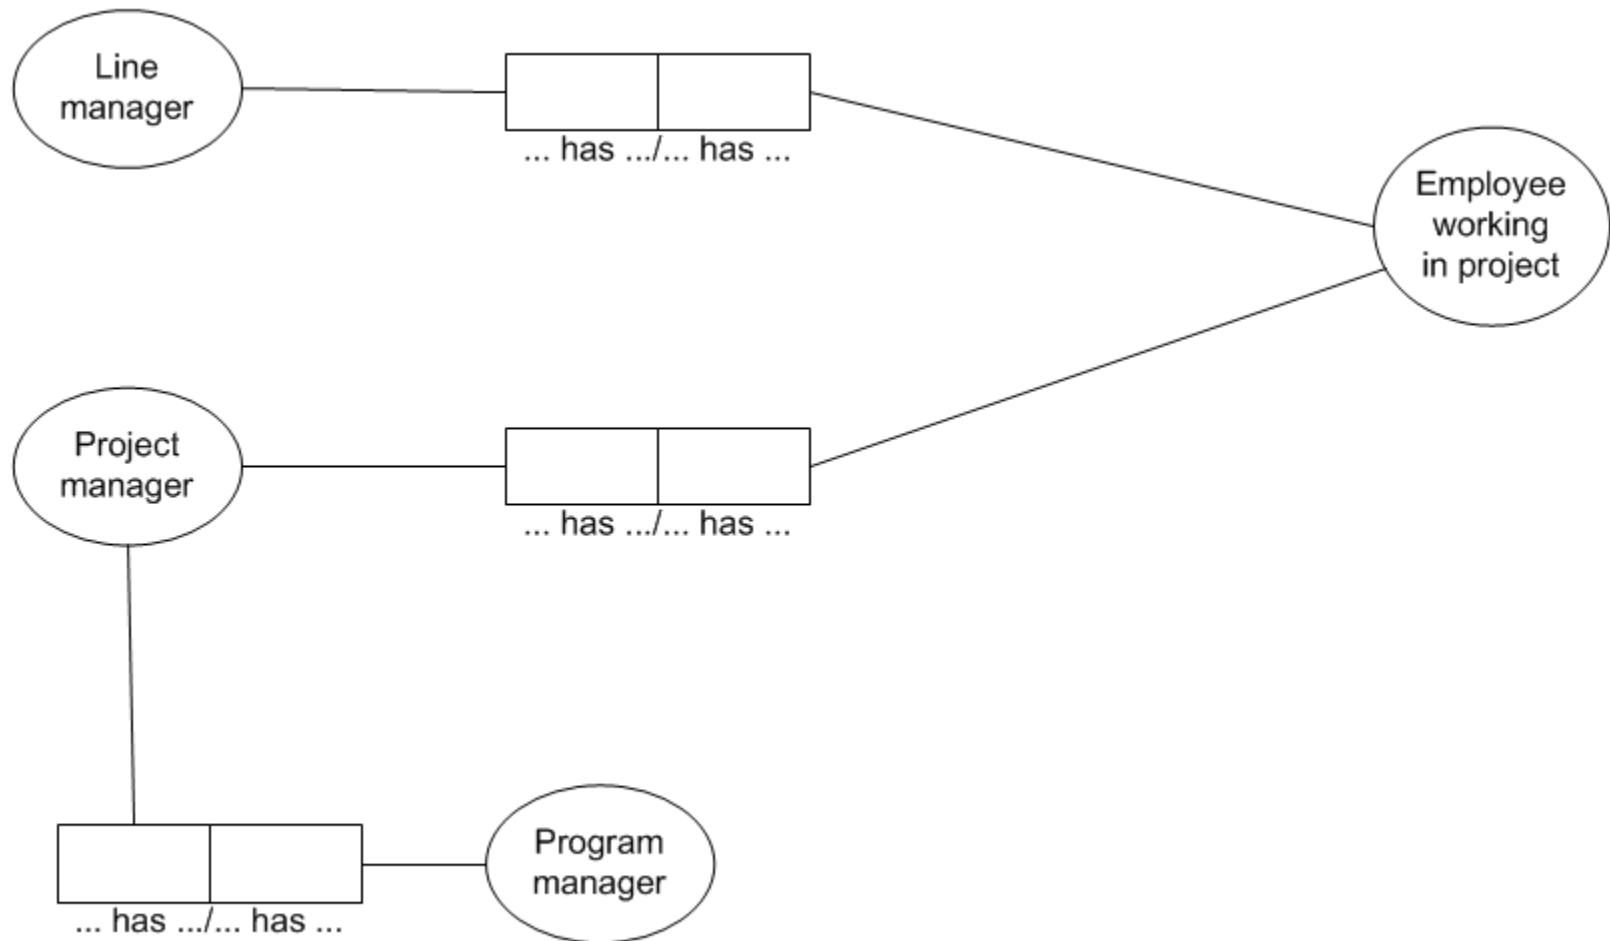 Line
manager
... has .../... has ...
Employee
working
in project
Project
manager
... has .../... has ...
Program
manager
... has .../... has ...